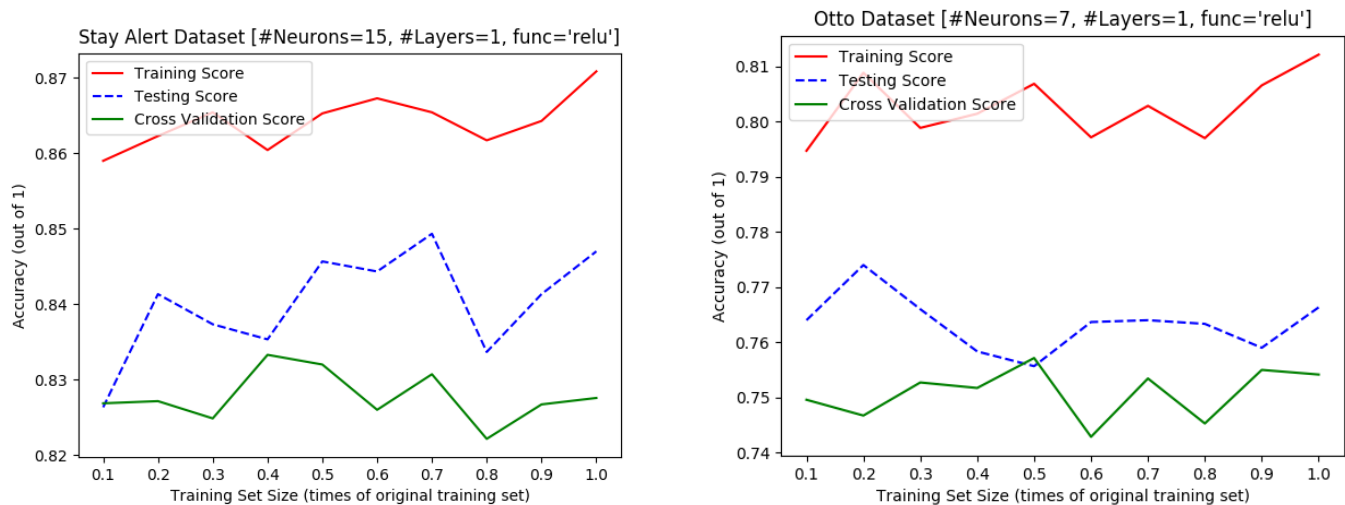 Stay Alert Dataset [#Neurons=15, #Layers=1, func='relu']
Training Score
Testing Score
Cross Validation Score
0.87
0.86
0.85
0.84
0.83
0.82
Accuracy (out of 1)
0.1 0.2 0.3 0.4 0.5 0.6 0.7 0.8 0.9 1.0
Training Set Size (times of original training set)
Otto Dataset [#Neurons=7, #Layers=1, func='relu']
Training Score
Testing Score
Cross Validation Score
0.81
0.80
0.79
0.78
0.77
0.76
0.75
0.74
Accuracy (out of 1)
0.1 0.2 0.3 0.4 0.5 0.6 0.7 0.8 0.9 1.0
Training Set Size (times of original training set)